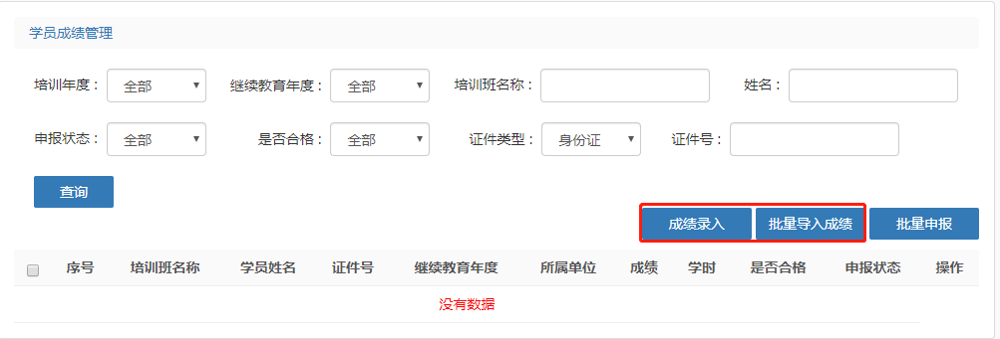 学员成绩管理
培训年度： 全部 继续教育年度： 全部 培训班名称： 姓名：
申报状态： 全部 是否合格： 全部 证件类型： 身份证 证件号：
查询
成绩录入 批量导入成绩 批量申报
序号 培训班名称 学员姓名 证件号 继续教育年度 所属单位 成绩 学时 是否合格 申报状态 操作
没有数据